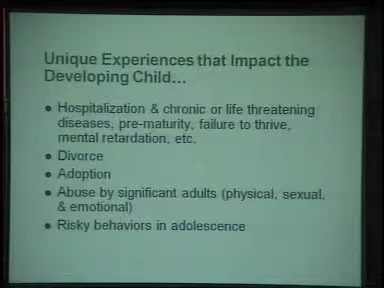 Unique Experiences that Impact the
Developing Child…
• Hospitalization & chronic or life threatening
diseases, pre-maturity, failure to thrive,
mental retardation, etc.
• Divorce
• Adoption
• Abuse by significant adults (physical, sexual,
& emotional)
• Risky behaviors in adolescence